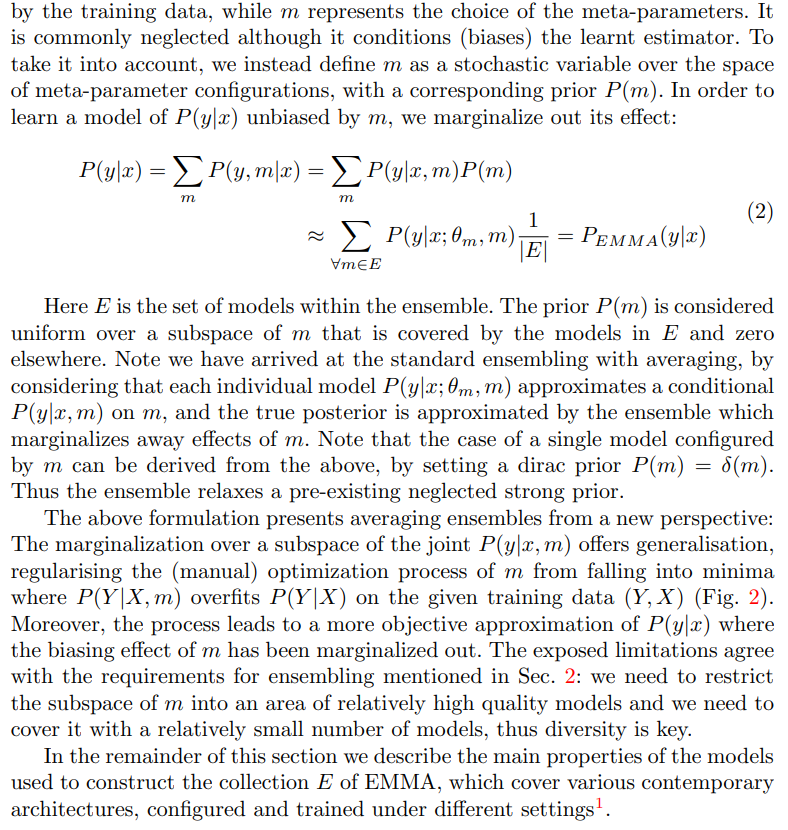 by the training data, while m represents the choice of the meta-parameters. It
is commonly neglected although it conditions (biases) the learnt estimator. To
take it into account, we instead define m as a stochastic variable over the space
of meta-parameter configurations, with a corresponding prior P(m). In order to
learn a model of P(y|x) unbiased by m, we marginalize out its effect:
P(y|x) = ∑_m P(y, m|x) = ∑_m P(y|x, m)P(m)
≈ ∑_{∀m∈E} P(y|x; θ_m, m) 1/|E| = P_{EMMA}(y|x)
(2)
Here E is the set of models within the ensemble. The prior P(m) is considered
uniform over a subspace of m that is covered by the models in E and zero
elsewhere. Note we have arrived at the standard ensembling with averaging, by
considering that each individual model P(y|x; θ_m, m) approximates a conditional
P(y|x, m) on m, and the true posterior is approximated by the ensemble which
marginalizes away effects of m. Note that the case of a single model configured
by m can be derived from the above, by setting a dirac prior P(m) = δ(m).
Thus the ensemble relaxes a pre-existing neglected strong prior.
The above formulation presents averaging ensembles from a new perspective:
The marginalization over a subspace of the joint P(y|x, m) offers generalisation,
regularising the (manual) optimization process of m from falling into minima
where P(Y|X, m) overfits P(Y|X) on the given training data (Y, X) (Fig. 2).
Moreover, the process leads to a more objective approximation of P(y|x) where
the biasing effect of m has been marginalized out. The exposed limitations agree
with the requirements for ensembling mentioned in Sec. 2: we need to restrict
the subspace of m into an area of relatively high quality models and we need to
cover it with a relatively small number of models, thus diversity is key.
In the remainder of this section we describe the main properties of the models
used to construct the collection E of EMMA, which cover various contemporary
architectures, configured and trained under different settings¹.